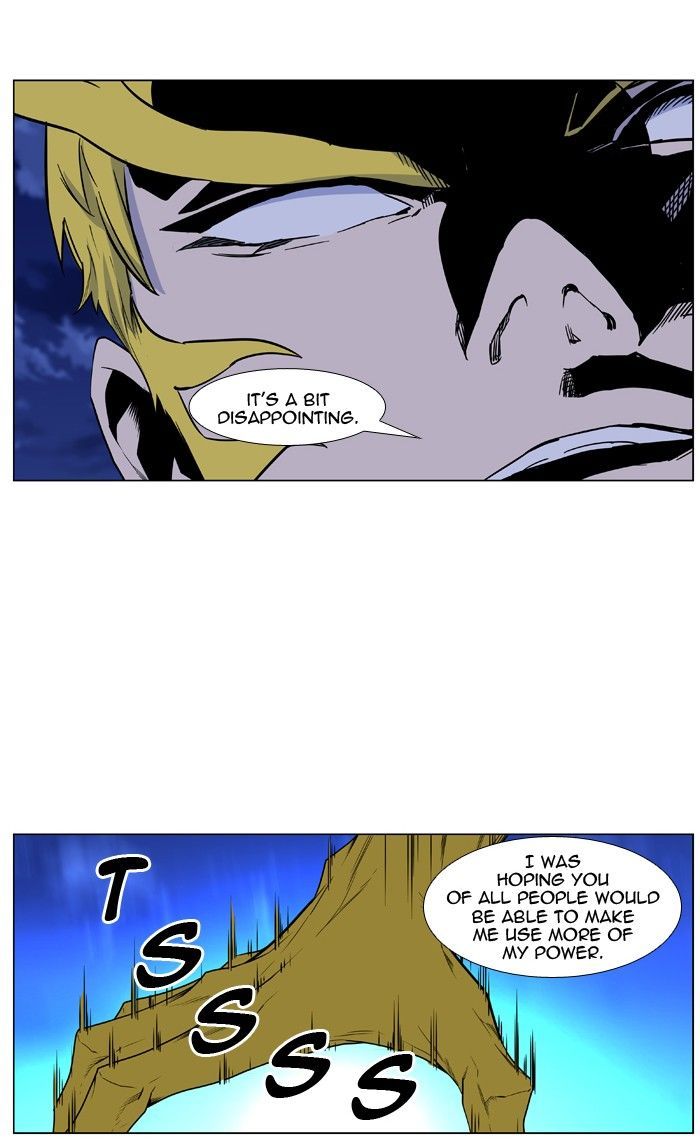 IT'S A BIT
DISAPPOINTING.
I WAS
HOPING YOU
OF ALL PEOPLE WOULD
BE ABLE TO MAKE
ME USE MORE OF
MY POWER.
TSSSS